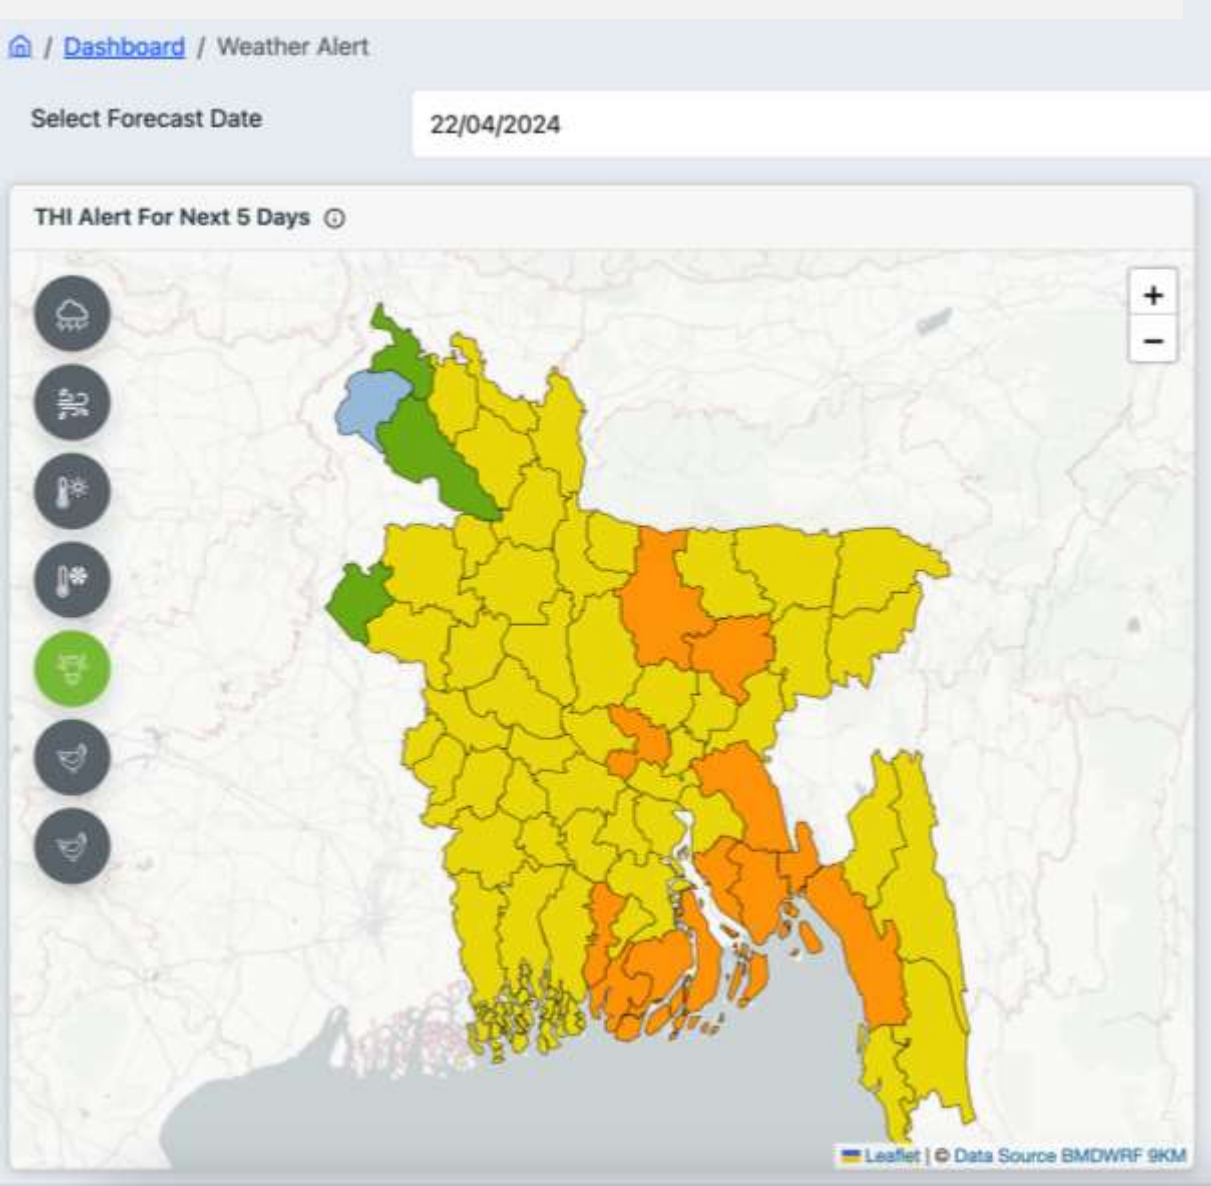 / Dashboard / Weather Alert
Select Forecast Date
22/04/2024
THI Alert For Next 5 Days
+
−
Leaflet | © Data Source BMDWRF 9KM